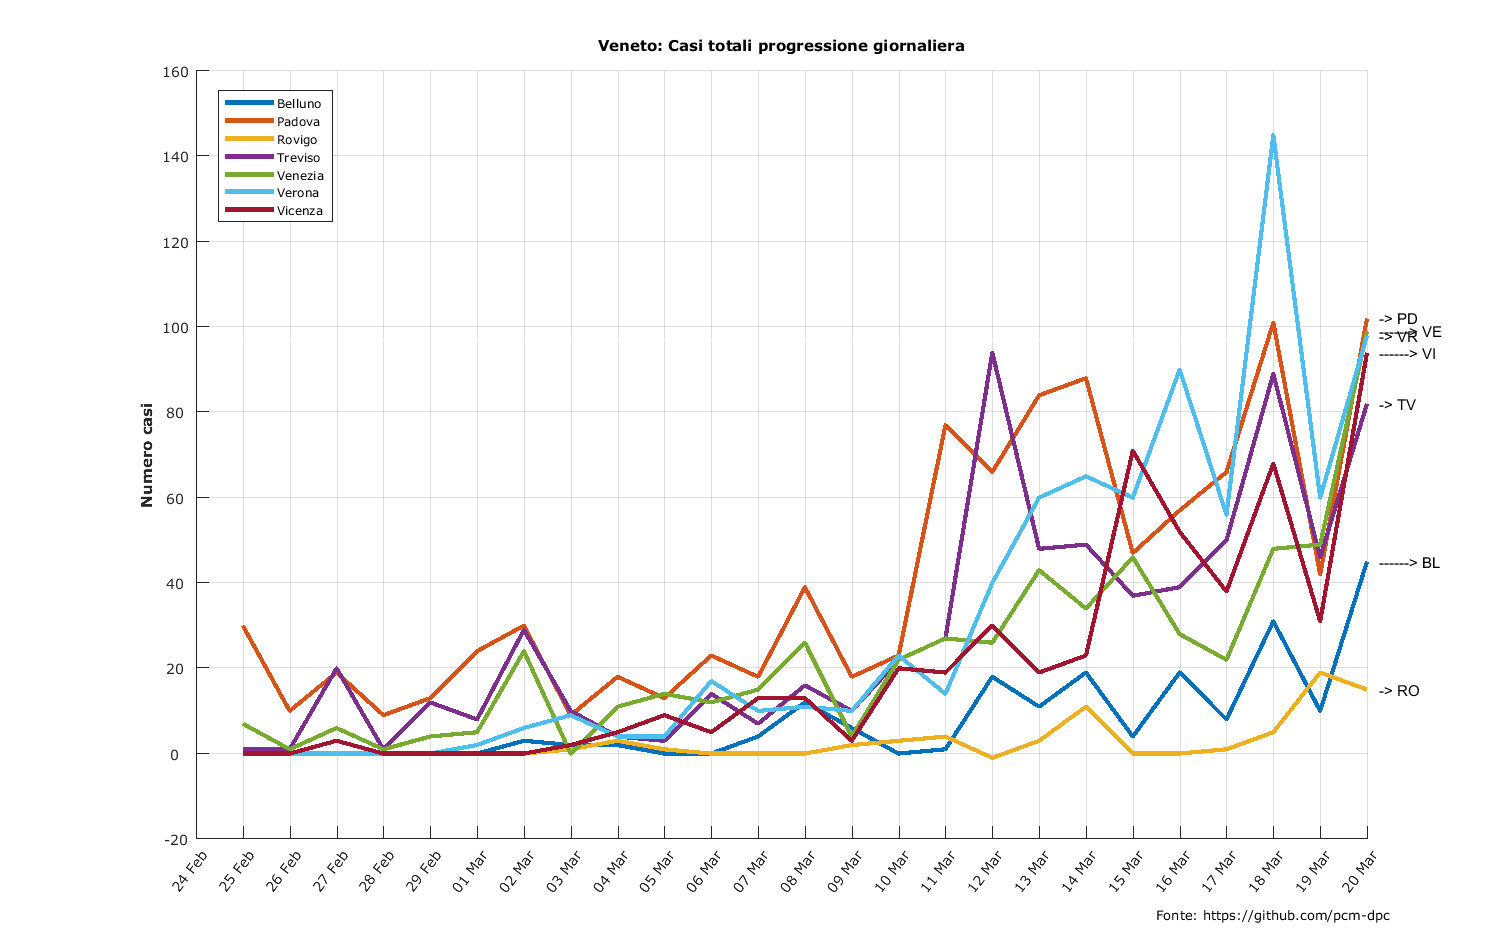 Veneto: Casi totali progressione giornaliera
160
140
120
100
80
60
40
20
0
-20
Numero casi
Belluno
Padova
Rovigo
Treviso
Venezia
Verona
Vicenza
-> PD
------> VE
-> VR
------> VI
-> TV
------> BL
-> RO
24 Feb
25 Feb
26 Feb
27 Feb
28 Feb
29 Feb
01 Mar
02 Mar
03 Mar
04 Mar
05 Mar
06 Mar
07 Mar
08 Mar
09 Mar
10 Mar
11 Mar
12 Mar
13 Mar
14 Mar
15 Mar
16 Mar
17 Mar
18 Mar
19 Mar
20 Mar
Fonte: https://github.com/pcm-dpc